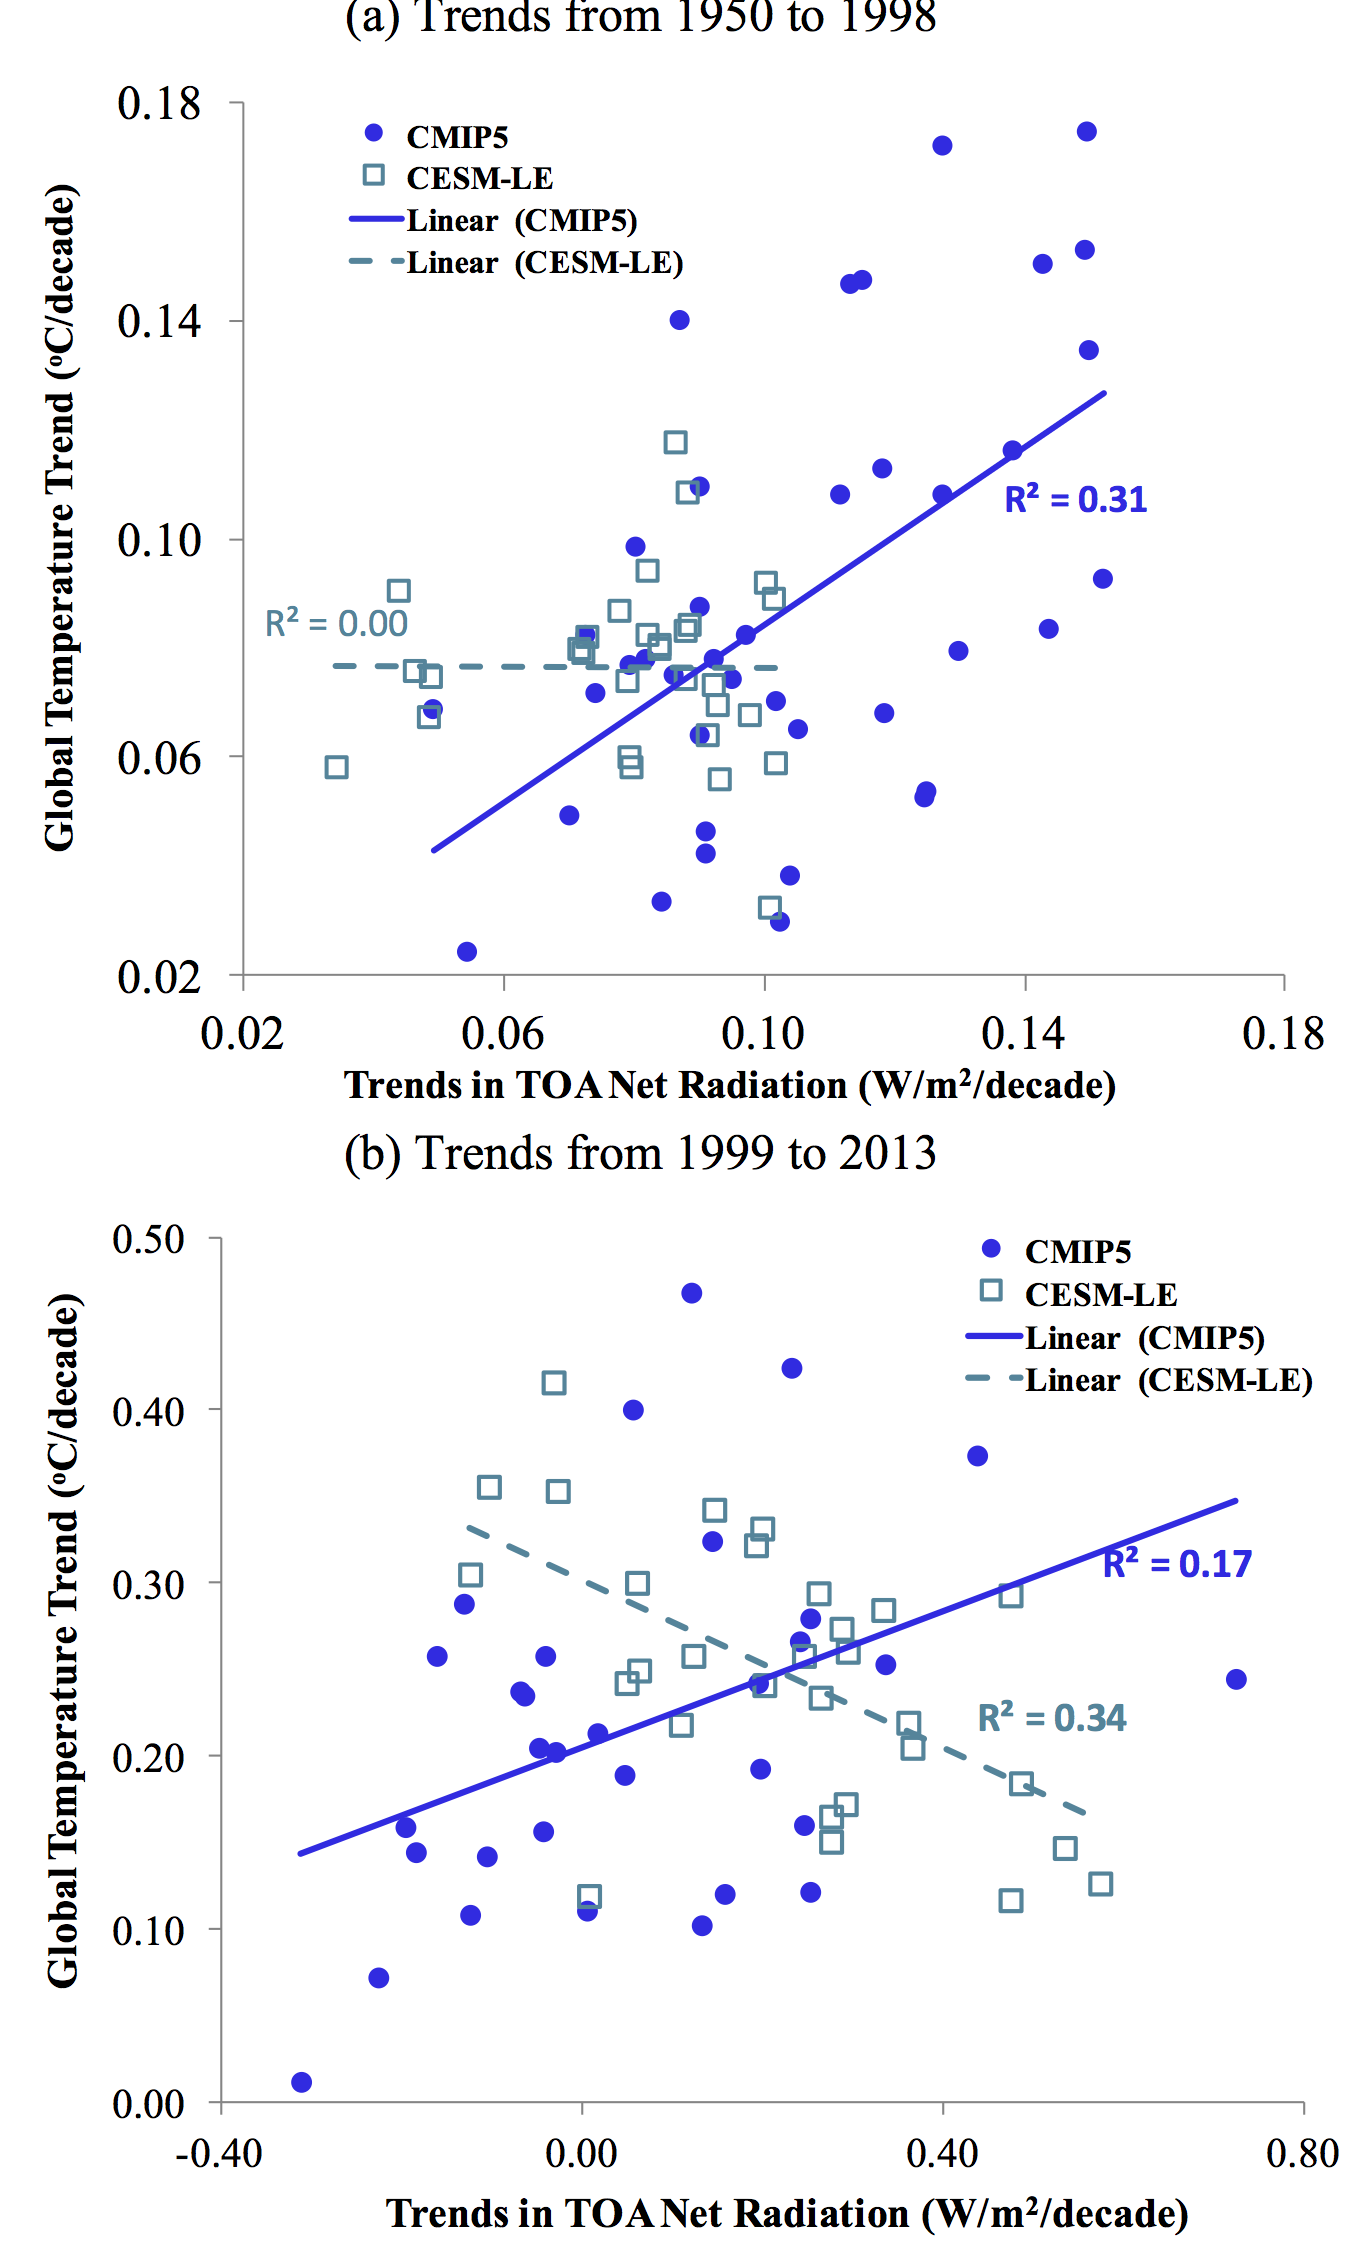 (a) Trends from 1950 to 1998
0.18
0.14
0.10
0.06
0.02
Global Temperature Trend (ºC/decade)
CMIP5
CESM-LE
Linear (CMIP5)
Linear (CESM-LE)
R² = 0.31
R² = 0.00
0.02 0.06 0.10 0.14 0.18
Trends in TOA Net Radiation (W/m²/decade)
(b) Trends from 1999 to 2013
0.50
0.40
0.30
0.20
0.10
0.00
Global Temperature Trend (ºC/decade)
CMIP5
CESM-LE
Linear (CMIP5)
Linear (CESM-LE)
R² = 0.17
R² = 0.34
-0.40 0.00 0.40 0.80
Trends in TOA Net Radiation (W/m²/decade)